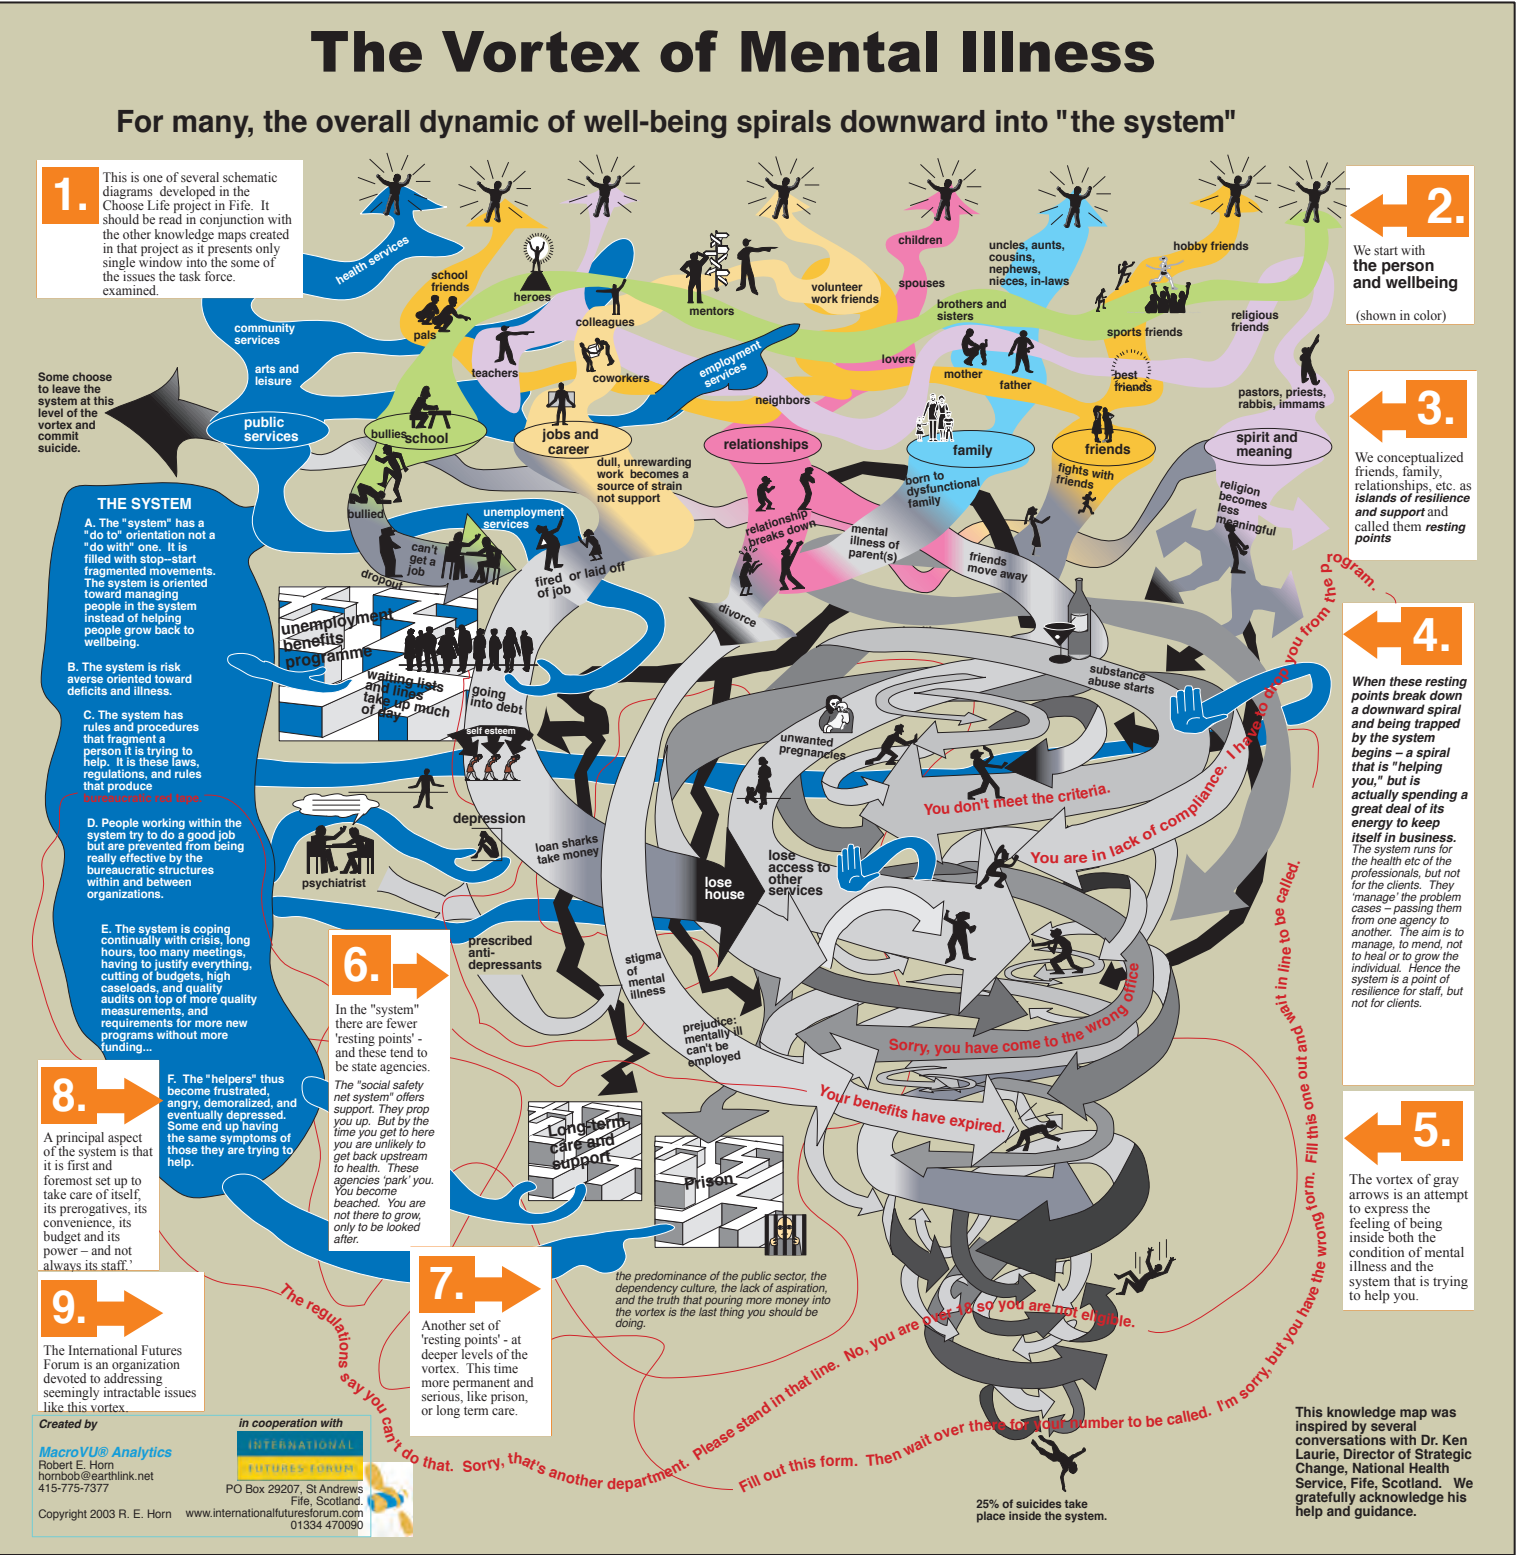 The Vortex of Mental Illness
For many, the overall dynamic of well-being spirals downward into "the system"
1.
This is one of several schematic
diagrams developed in the
Choose Life project in Fife. It
should be read in conjunction with
the other knowledge maps created
in that project as it presents only
single window into the some of
the issues the task force.
examined.
2.
We start with
the person
and wellbeing
(shown in color)
3.
We conceptualized
friends, family,
relationships, etc. as
islands of resilience
and support and
called them resting
points
4.
When these resting
points break down
a downward spiral
and being trapped
by the system
begins – a spiral
that is "helping
you," but is
actually spending a
great deal of its
energy to keep
itself in business.
The system runs for
the health etc of the
professionals, but not
for the clients. They
'manage' the problem
cases – passing them
from one agency to
another. The aim is to
manage, to mend, not
to heal or to grow the
individual. Hence the
system is a point of
resilience for staff, but
not for clients.
5.
The vortex of gray
arrows is an attempt
to express the
feeling of being
inside both the
condition of mental
illness and the
system that is trying
to help you.
health services
community
services
arts and
leisure
public
services
Some choose
to leave the
system at this
level of the
vortex and
commit
suicide.
school
friends
pals
heroes
teachers
colleagues
coworkers
mentors
employment
services
neighbors
volunteer
work friends
children
spouses
lovers
brothers and
sisters
uncles, aunts,
cousins,
nephews,
nieces, in-laws
mother
father
hobby friends
sports friends
best
friends
religious
friends
pastors, priests,
rabbis, immams
bullies
school
jobs and
career
relationships
family
friends
spirit and
meaning
bullied
dropout
can't
get a
job
unemployment
services
dull, unrewarding
work becomes a
source of strain
not support
fired or laid off
of job
relationship
breaks down
divorce
mental
illness of
parent(s)
born to
dysfunctional
family
fights with
friends
friends
move away
religion
becomes
less
meaningful
THE SYSTEM
A. The "system" has a
"do to" orientation not a
"do with" one. It is
filled with stop--start
fragmented movements.
The system is oriented
toward managing
people in the system
instead of helping
people grow back to
wellbeing.
B. The system is risk
averse oriented toward
deficits and illness.
C. The system has
rules and procedures
that fragment a
person it is trying to
help. It is these laws,
regulations, and rules
that produce
bureaucratic red tape.
D. People working within the
system try to do a good job
but are prevented from being
really effective by the
bureaucratic structures
within and between
organizations.
E. The system is coping
continually with crisis, long
hours, too many meetings,
having to justify everything,
cutting of budgets, high
caseloads, and quality
audits on top of more quality
measurements, and
requirements for more new
programs without more
funding...
F. The "helpers" thus
become frustrated,
angry, demoralized, and
eventually depressed.
Some end up having
the same symptoms of
those they are trying to
help.
unemployment
benefits
programme
waiting lists
and lines
take up much
of day
going
into debt
self esteem
depression
psychiatrist
loan sharks
take money
lose
house
lose
access to
other
services
unwanted
pregnancies
substance
abuse starts
prescribed
anti-
depressants
stigma
of
mental
illness
prejudice:
mentally ill
can't be
employed
You don't meet the criteria.
You are in lack of compliance. I have to drop you from the program.
Sorry, you have come to the wrong office
Your benefits have expired.
Long-term
care and
support
Prison
6.
In the "system"
there are fewer
'resting points' -
and these tend to
be state agencies.
The "social safety
net system" offers
support. They prop
you up. But by the
time you get to here
you are unlikely to
get back upstream
to health. These
agencies 'park' you.
You become
beached. You are
not there to grow,
only to be looked
after.
7.
Another set of
'resting points' - at
deeper levels of the
vortex. This time
more permanent and
serious, like prison,
or long term care.
8.
A principal aspect
of the system is that
it is first and
foremost set up to
take care of itself,
its prerogatives, its
convenience, its
budget and its
power – and not
always its staff.'
9.
The International Futures
Forum is an organization
devoted to addressing
seemingly intractable issues
like this vortex.
the predominance of the public sector, the
dependency culture, the lack of aspiration,
and the truth that pouring more money into
the vortex is the last thing you should be
doing.
The regulations say you can't do that. Sorry, that's another department. Please stand in that line. No, you are over 18 so you are not eligible.
Fill out this form. Then wait over there for your number to be called. I'm sorry, but you have the wrong form. Fill this one out and wait in line to be called.
25% of suicides take
place inside the system.
Created by
MacroVU® Analytics
Robert E. Horn
hornbob@earthlink.net
415-775-7377
Copyright 2003 R. E. Horn
in cooperation with
INTERNATIONAL
FUTURES FORUM
PO Box 29207, St Andrews
Fife, Scotland.
www.internationalfuturesforum.com
01334 470090
This knowledge map was
inspired by several
conversations with Dr. Ken
Laurie, Director of Strategic
Change, National Health
Service, Fife, Scotland. We
gratefully acknowledge his
help and guidance.